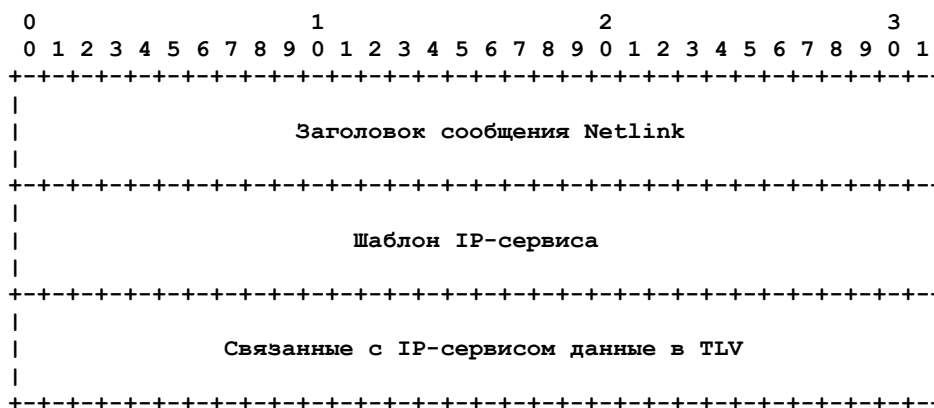 0 1 2 3
0 1 2 3 4 5 6 7 8 9 0 1 2 3 4 5 6 7 8 9 0 1 2 3 4 5 6 7 8 9 0 1
+-+-+-+-+-+-+-+-+-+-+-+-+-+-+-+-+-+-+-+-+-+-+-+-+-+-+-+-+-+-+-+-
|
| Заголовок сообщения Netlink
|
+-+-+-+-+-+-+-+-+-+-+-+-+-+-+-+-+-+-+-+-+-+-+-+-+-+-+-+-+-+-+-+-
|
| Шаблон IP-сервиса
|
+-+-+-+-+-+-+-+-+-+-+-+-+-+-+-+-+-+-+-+-+-+-+-+-+-+-+-+-+-+-+-+-
|
| Связанные с IP-сервисом данные в TLV
|
+-+-+-+-+-+-+-+-+-+-+-+-+-+-+-+-+-+-+-+-+-+-+-+-+-+-+-+-+-+-+-+-